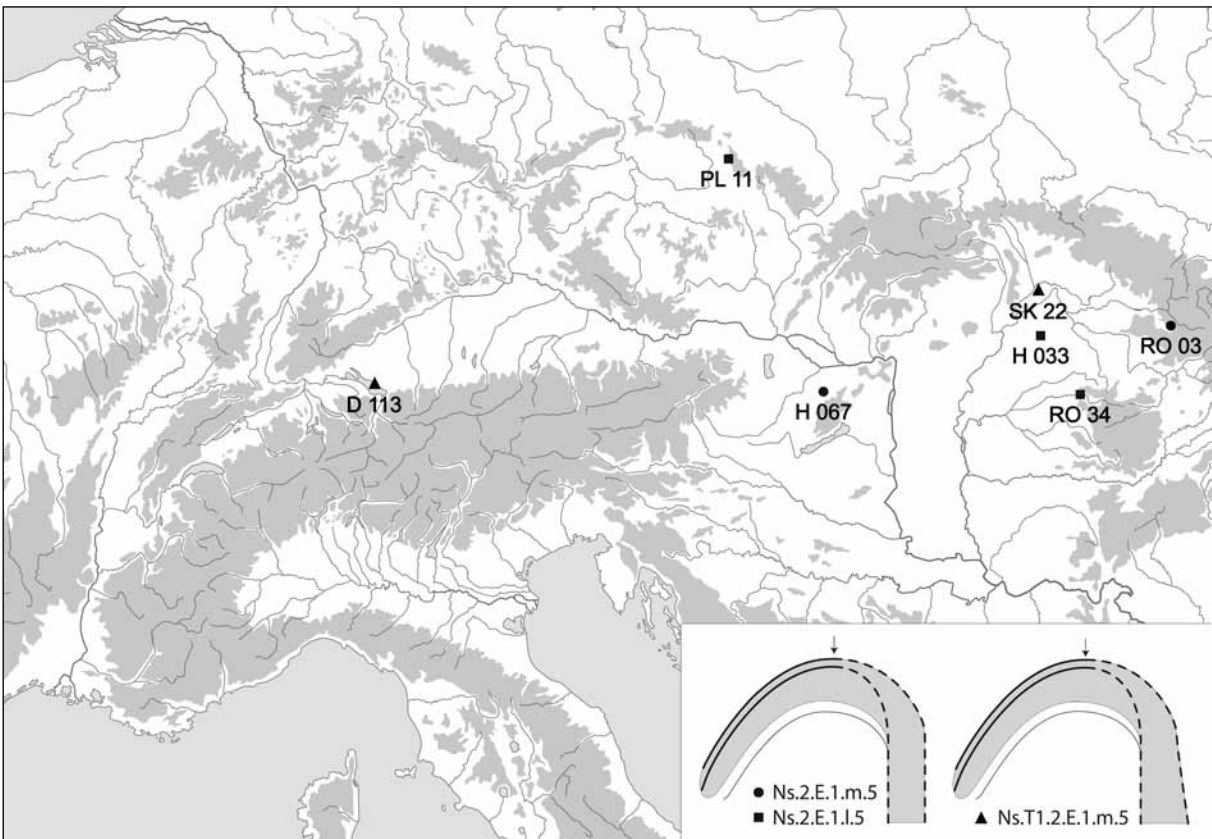 PL 11
SK 22
H 033
RO 03
D 113
H 067
RO 34
Ns.2.E.1.m.5
Ns.2.E.1.l.5
Ns.T1.2.E.1.m.5